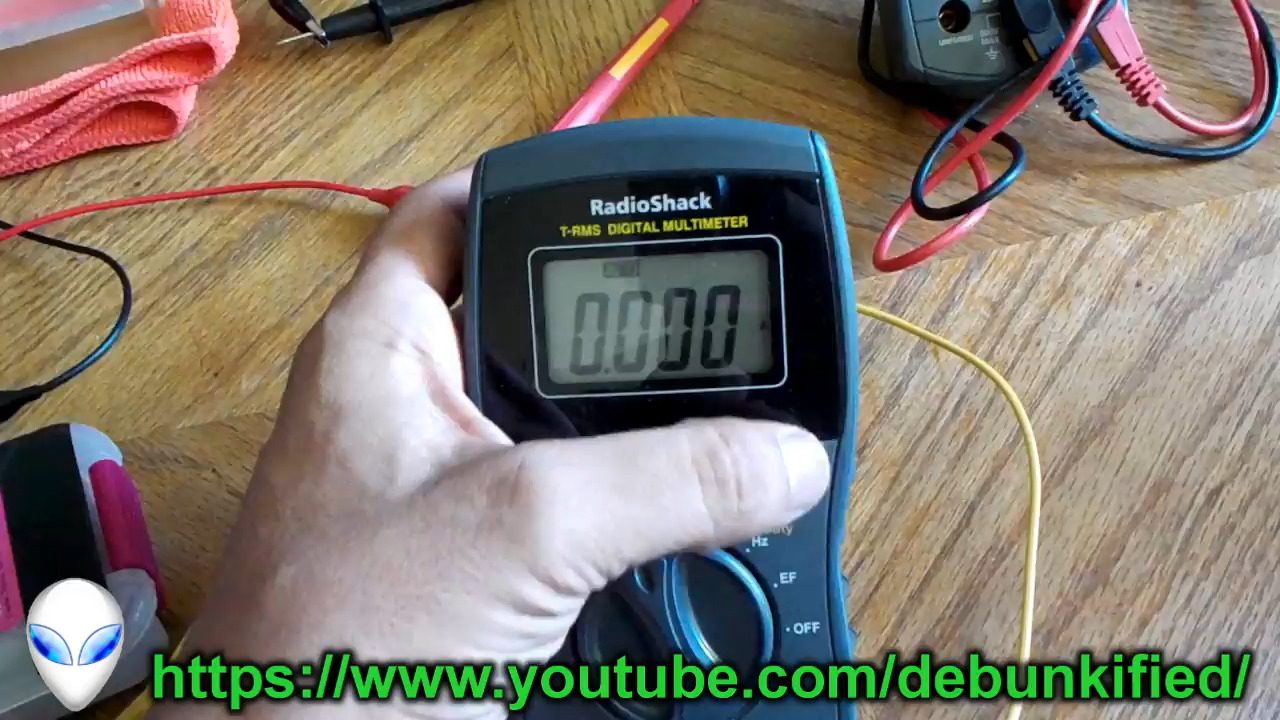 RadioShack
T-RMS DIGITAL MULTIMETER
0.000
Hz
EF
OFF
https://www.youtube.com/debunkified/